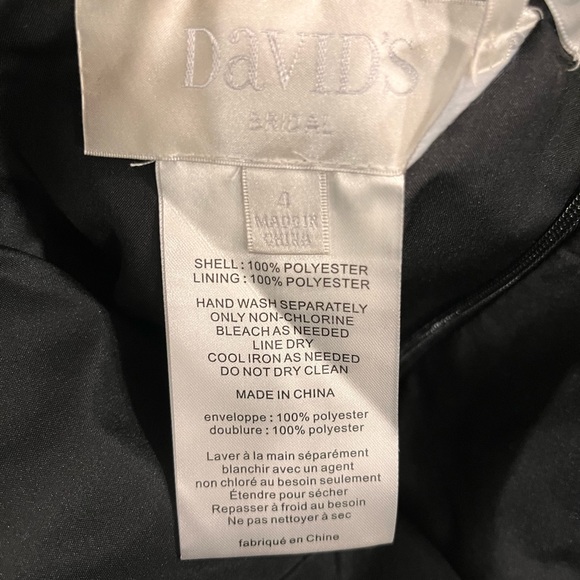 DaVID'S
BRIDAL
4
MADE IN
CHINA
SHELL : 100% POLYESTER
LINING : 100% POLYESTER
HAND WASH SEPARATELY
ONLY NON-CHLORINE
BLEACH AS NEEDED
LINE DRY
COOL IRON AS NEEDED
DO NOT DRY CLEAN
MADE IN CHINA
enveloppe : 100% polyester
doublure : 100% polyester
Laver à la main séparément
blanchir avec un agent
non chloré au besoin seulement
Étendre pour sécher
Repasser à froid au besoin
Ne pas nettoyer à sec
fabriqué en Chine